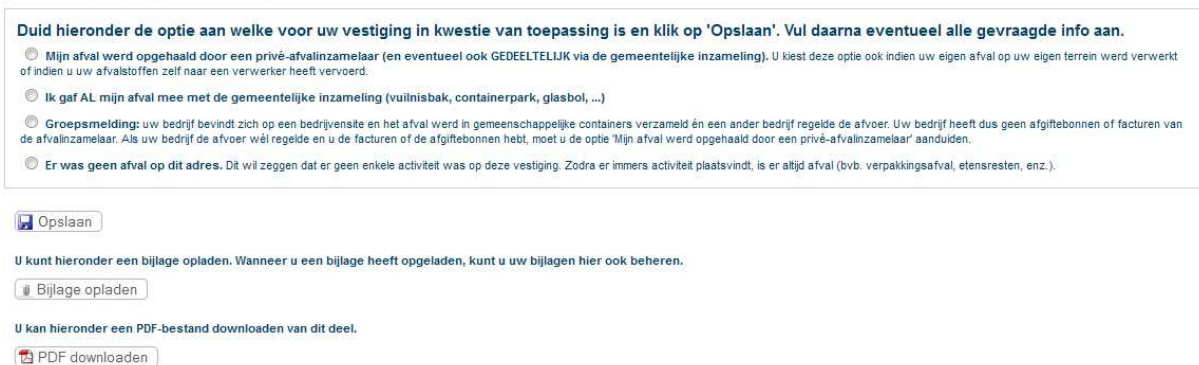 Duid hieronder de optie aan welke voor uw vestiging in kwestie van toepassing is en klik op 'Opslaan'. Vul daarna eventueel alle gevraagde info aan.
Mijn afval werd opgehaald door een privé-afvalinzamelaar (en eventueel ook GEDEELTELIJK via de gemeentelijke inzameling). U kiest deze optie ook indien uw eigen afval op uw eigen terrein werd verwerkt
of indien u uw afvalstoffen zelf naar een verwerker heeft vervoerd.
Ik gaf AL mijn afval mee met de gemeentelijke inzameling (vuilnisbak, containerpark, glasbol, ...)
Groepsmelding: uw bedrijf bevindt zich op een bedrijvensite en het afval werd in gemeenschappelijke containers verzameld én een ander bedrijf regelde de afvoer. Uw bedrijf heeft dus geen afgiftebonnen of facturen van
de afvalinzamelaar. Als uw bedrijf de afvoer wél regelde en u de facturen of de afgiftebonnen hebt, moet u de optie 'Mijn afval werd opgehaald door een privé-afvalinzamelaar' aanduiden.
Er was geen afval op dit adres. Dit wil zeggen dat er geen enkele activiteit was op deze vestiging. Zodra er immers activiteit plaatsvindt, is er altijd afval (bvb. verpakkingsafval, etensresten, enz.).
Opslaan
U kunt hieronder een bijlage opladen. Wanneer u een bijlage heeft opgeladen, kunt u uw bijlagen hier ook beheren.
Bijlage opladen
U kan hieronder een PDF-bestand downloaden van dit deel.
PDF downloaden